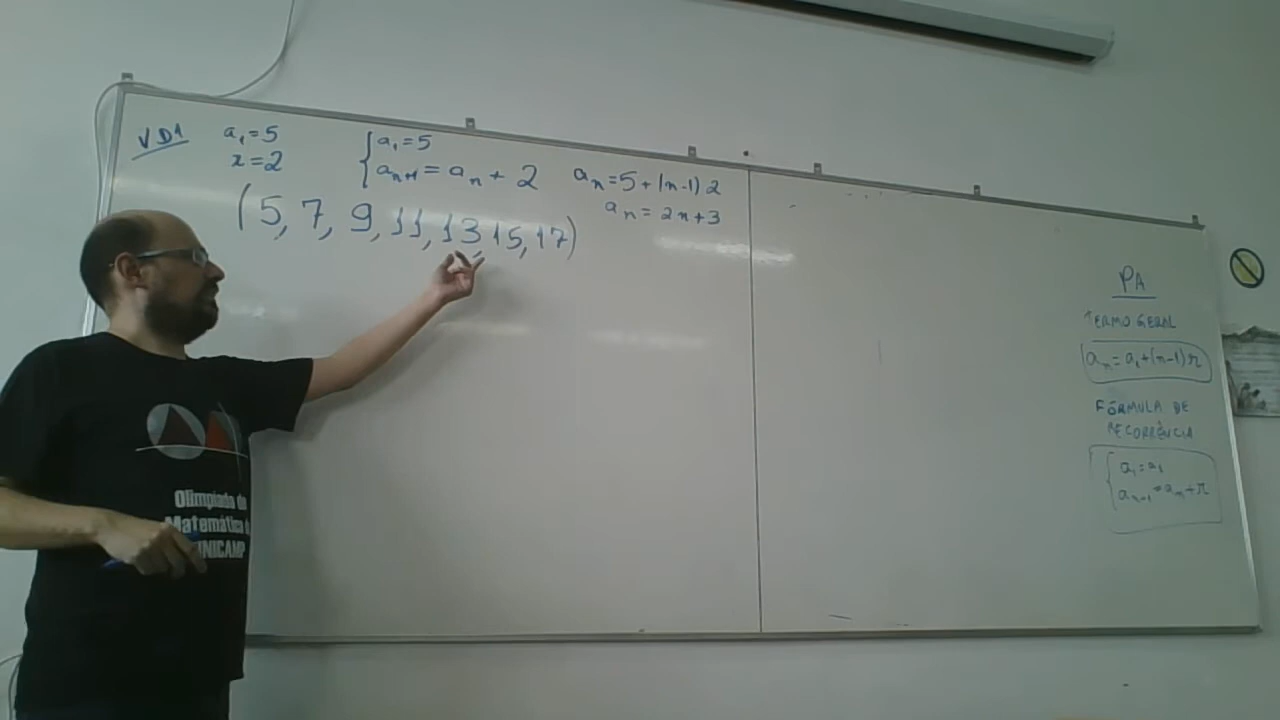 VD1
a₁=5
r=2
{a₁=5
aₙ₊₁ = aₙ + 2
aₙ=5+(n-1)2
aₙ = 2n+3
(5, 7, 9, 11, 13, 15, 17)
PA
TERMO GERAL
aₙ=a₁+(n-1)r
FÓRMULA DE
RECORRÊNCIA
{a₁=a₁
aₙ₊₁=aₙ+r
Olimpíada de
Matemática da
UNICAMP